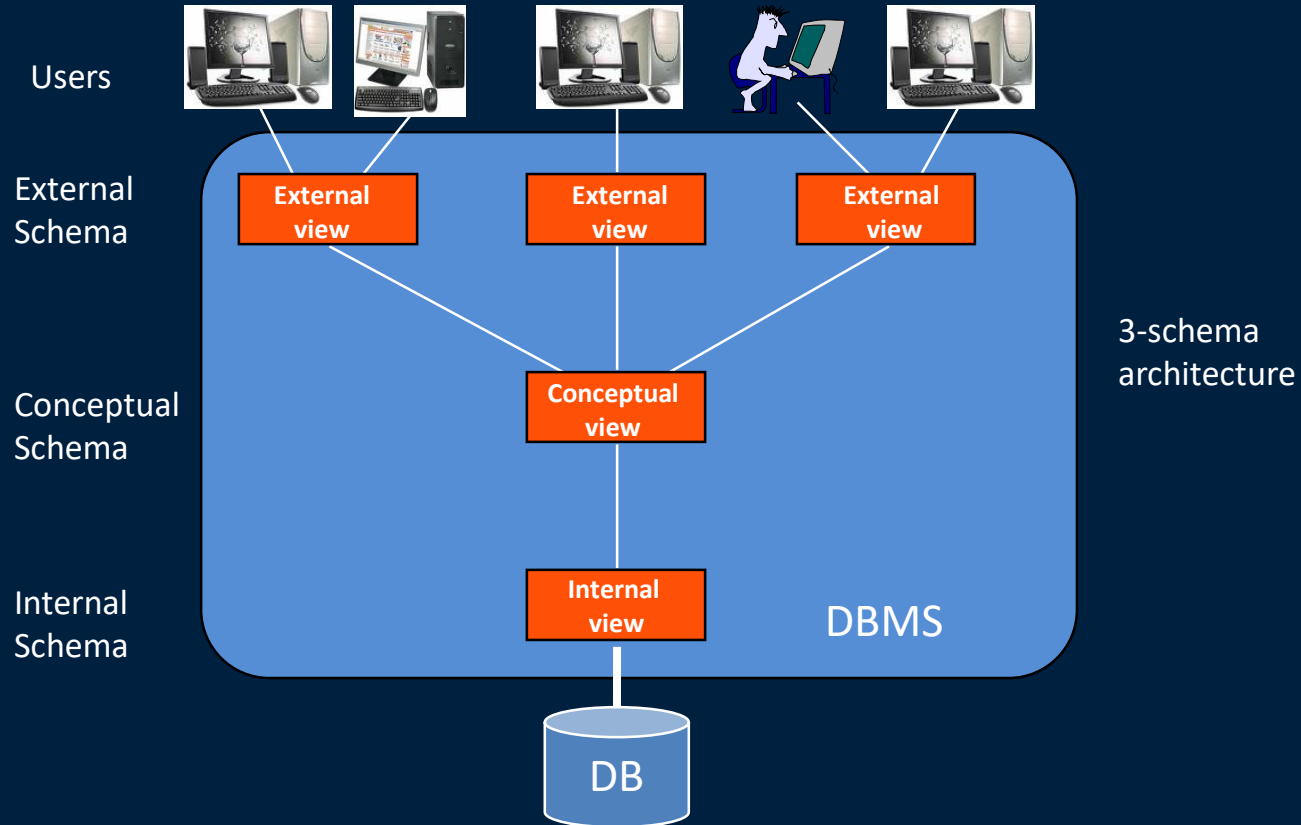 Users
External
Schema
External
view
External
view
External
view
3-schema
architecture
Conceptual
Schema
Conceptual
view
Internal
Schema
Internal
view
DBMS
DB